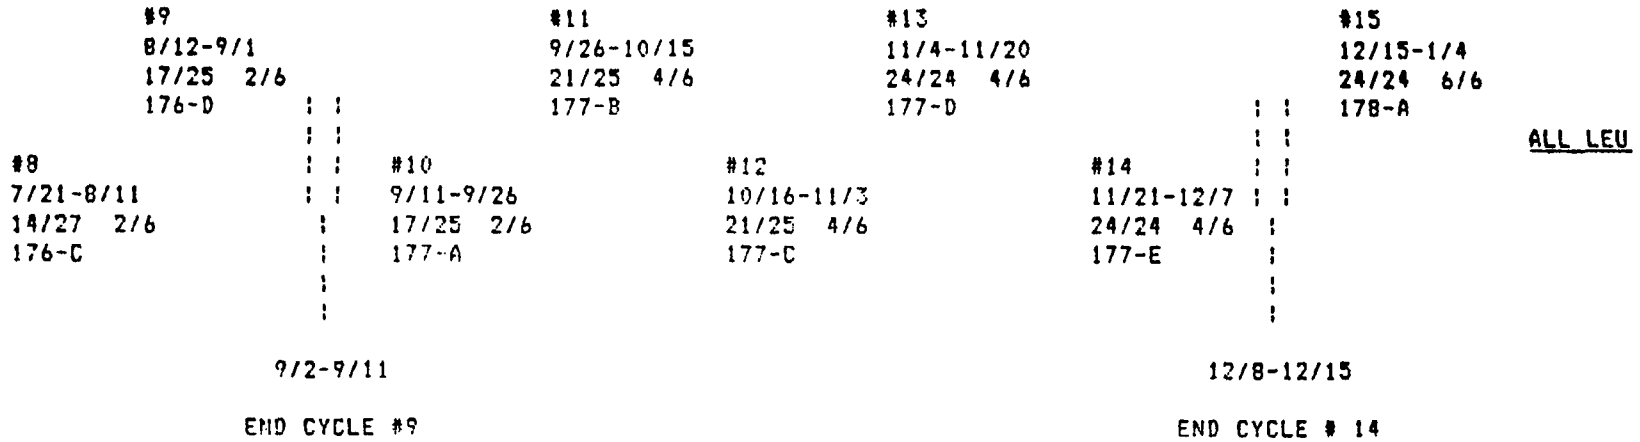 #9 #11 #13 #15
8/12-9/1 9/26-10/15 11/4-11/20 12/15-1/4
17/25 2/6 21/25 4/6 24/24 4/6 24/24 6/6
176-D 177-B 177-D 178-A
ALL LEU
#8 #10 #12 #14
7/21-8/11 9/11-9/26 10/16-11/3 11/21-12/7
14/27 2/6 17/25 2/6 21/25 4/6 24/24 4/6
176-C 177-A 177-C 177-E
9/2-9/11 12/8-12/15
END CYCLE #9 END CYCLE # 14